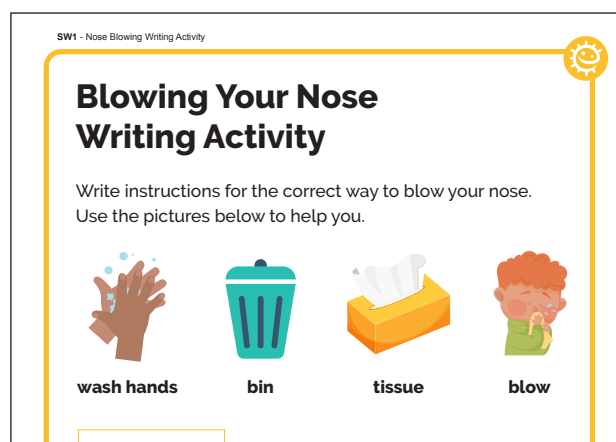 SW1 - Nose Blowing Writing Activity
Blowing Your Nose
Writing Activity
Write instructions for the correct way to blow your nose.
Use the pictures below to help you.
wash hands bin tissue blow